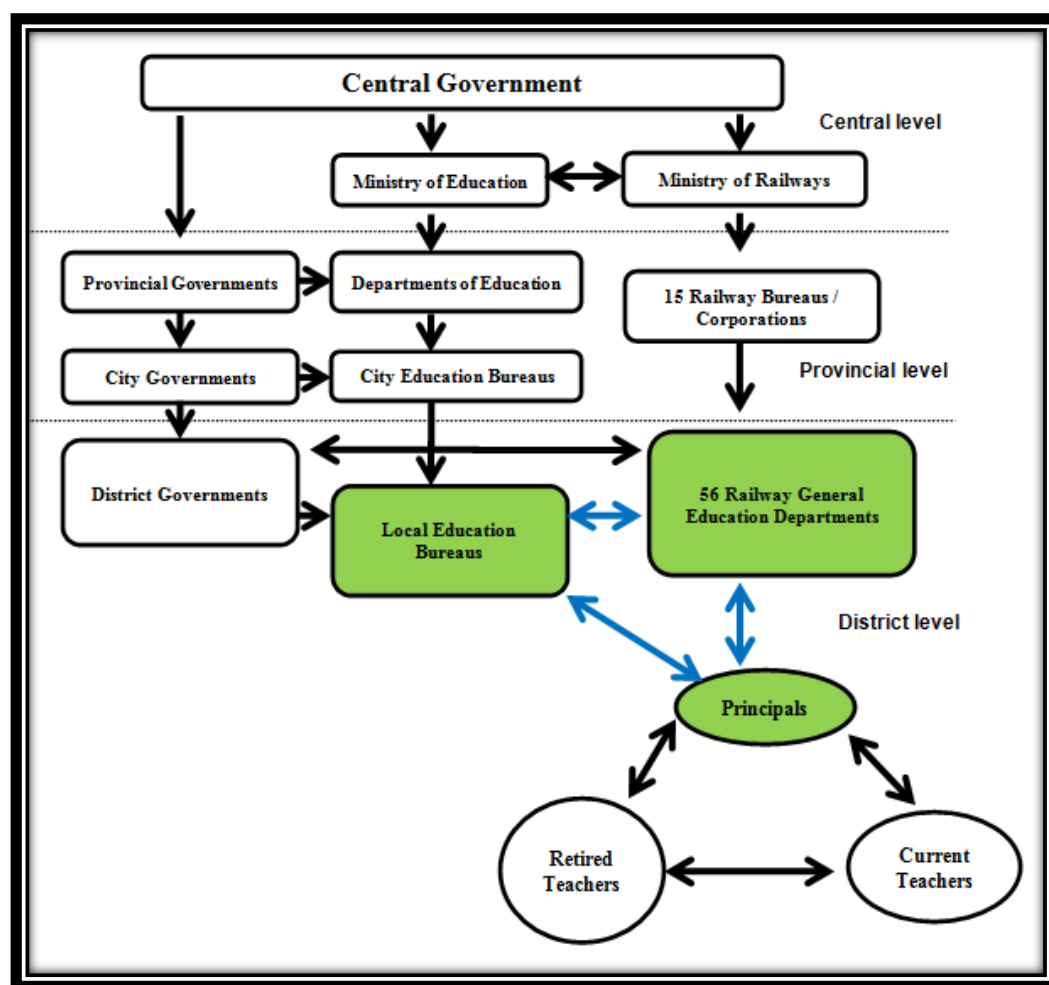 Central Government
Central level
Ministry of Education
Ministry of Railways
Provincial Governments
Departments of Education
15 Railway Bureaus /
Corporations
City Governments
City Education Bureaus
Provincial level
District Governments
Local Education
Bureaus
56 Railway General
Education Departments
District level
Principals
Retired
Teachers
Current
Teachers